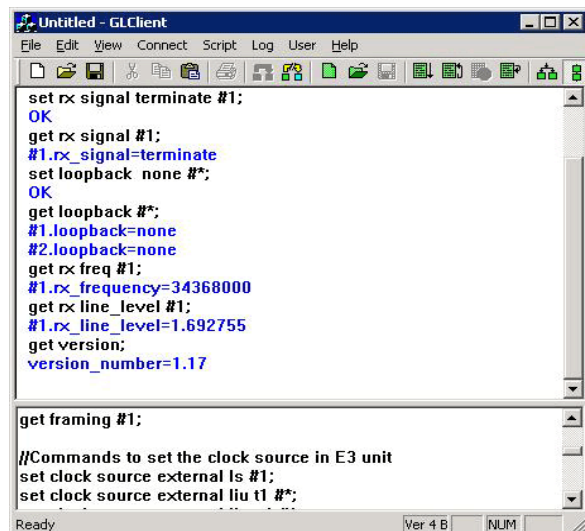 Untitled - GLClient
File Edit View Connect Script Log User Help
set rx signal terminate #1;
OK
get rx signal #1;
#1.rx_signal=terminate
set loopback none #*;
OK
get loopback #*;
#1.loopback=none
#2.loopback=none
get rx freq #1;
#1.rx_frequency=34368000
get rx line_level #1;
#1.rx_line_level=1.692755
get version;
version_number=1.17
get framing #1;
//Commands to set the clock source in E3 unit
set clock source external ls #1;
set clock source external liu t1 #*;
Ready Ver 4 B NUM